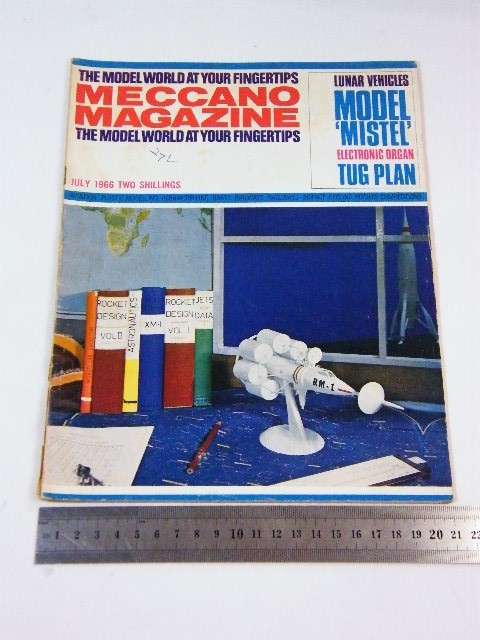 THE MODEL WORLD AT YOUR FINGERTIPS
MECCANO
MAGAZINE
THE MODEL WORLD AT YOUR FINGERTIPS
JULY 1966 TWO SHILLINGS
LUNAR VEHICLES
MODEL
'MISTEL'
ELECTRONIC ORGAN
TUG PLAN
ROCKET
DESIGN
VOL II
ASTRONAUTICS
XM-1
ROCKET
DESIGN
VOL I
JETS
DATA
RM-1
1 2 3 4 5 6 7 8 9 10 11 12 13 14 15 16 17 18 19 20 21 22